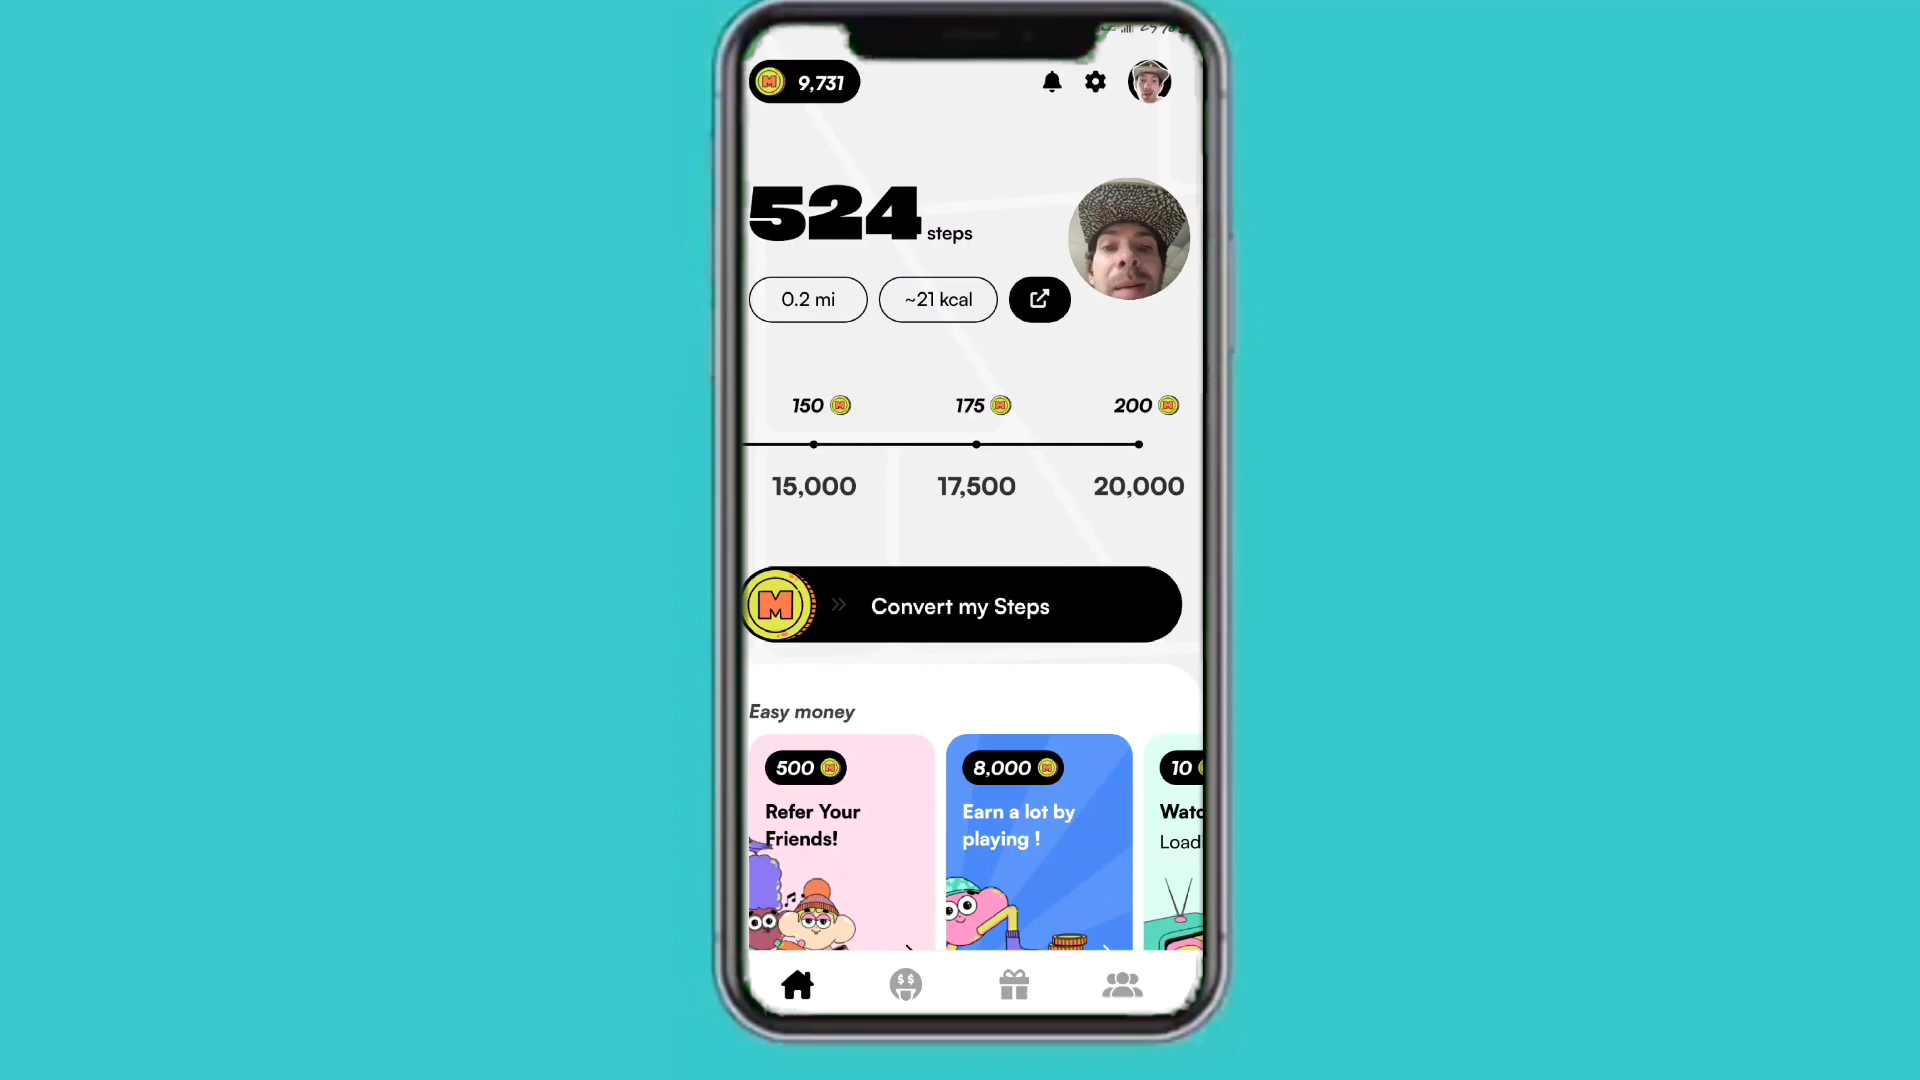 9,731
524 steps
0.2 mi ~21 kcal
150 175 200
15,000 17,500 20,000
Convert my Steps
Easy money
500 8,000 10
Refer Your Friends!
Earn a lot by playing !
Watc
Load